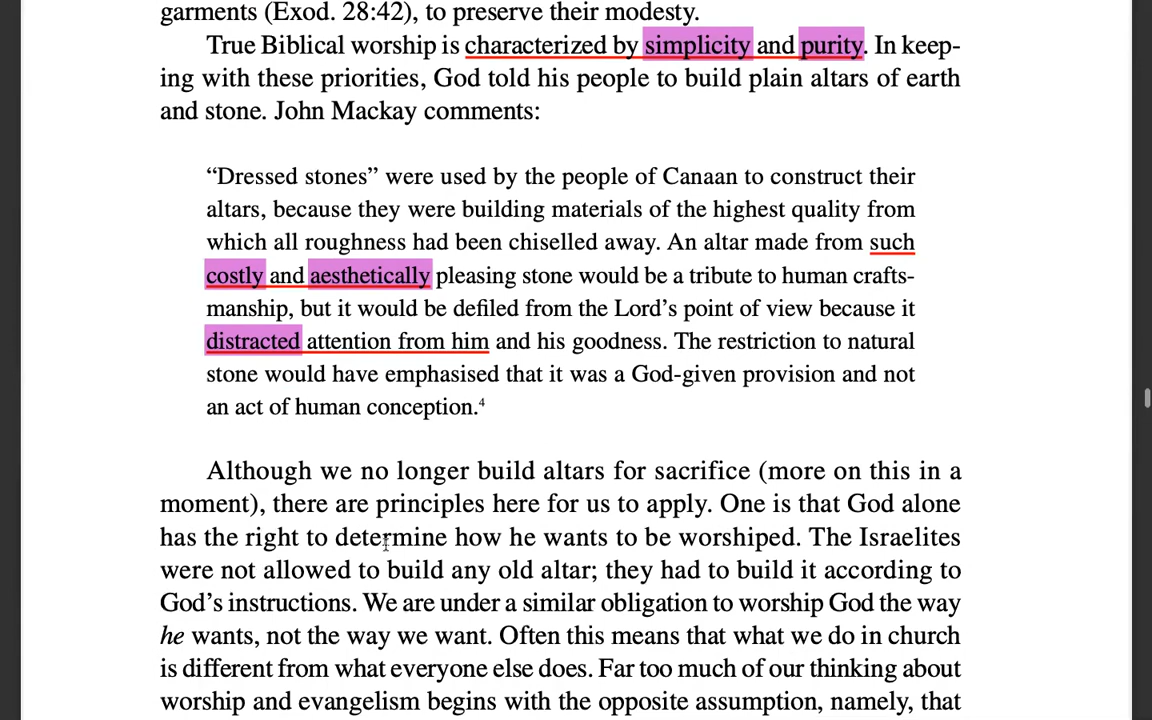 garments (Exod. 28:42), to preserve their modesty.
True Biblical worship is characterized by simplicity and purity. In keep-
ing with these priorities, God told his people to build plain altars of earth
and stone. John Mackay comments:
“Dressed stones” were used by the people of Canaan to construct their
altars, because they were building materials of the highest quality from
which all roughness had been chiselled away. An altar made from such
costly and aesthetically pleasing stone would be a tribute to human crafts-
manship, but it would be defiled from the Lord’s point of view because it
distracted attention from him and his goodness. The restriction to natural
stone would have emphasised that it was a God-given provision and not
an act of human conception.4
Although we no longer build altars for sacrifice (more on this in a
moment), there are principles here for us to apply. One is that God alone
has the right to determine how he wants to be worshiped. The Israelites
were not allowed to build any old altar; they had to build it according to
God’s instructions. We are under a similar obligation to worship God the way
he wants, not the way we want. Often this means that what we do in church
is different from what everyone else does. Far too much of our thinking about
worship and evangelism begins with the opposite assumption, namely, that